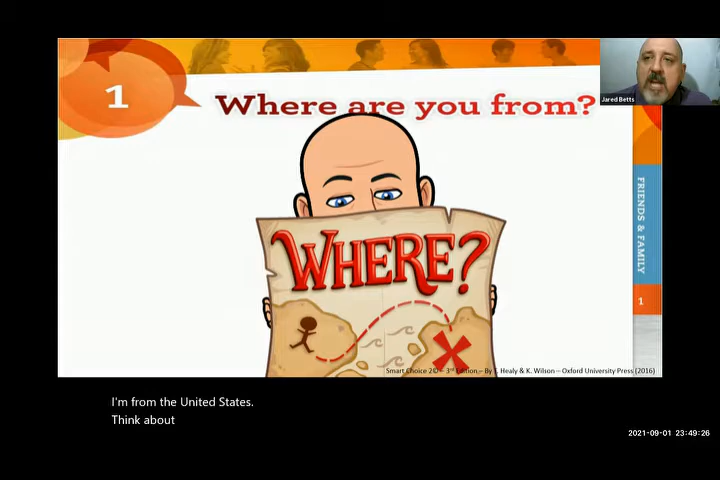 1
Where are you from?
Jared Betts
WHERE?
FRIENDS & FAMILY
1
Smart Choice 2D – 3rd Edition – By T. Healy & K. Wilson – Oxford University Press (2016)
I'm from the United States.
Think about
2021-09-01 23:49:26